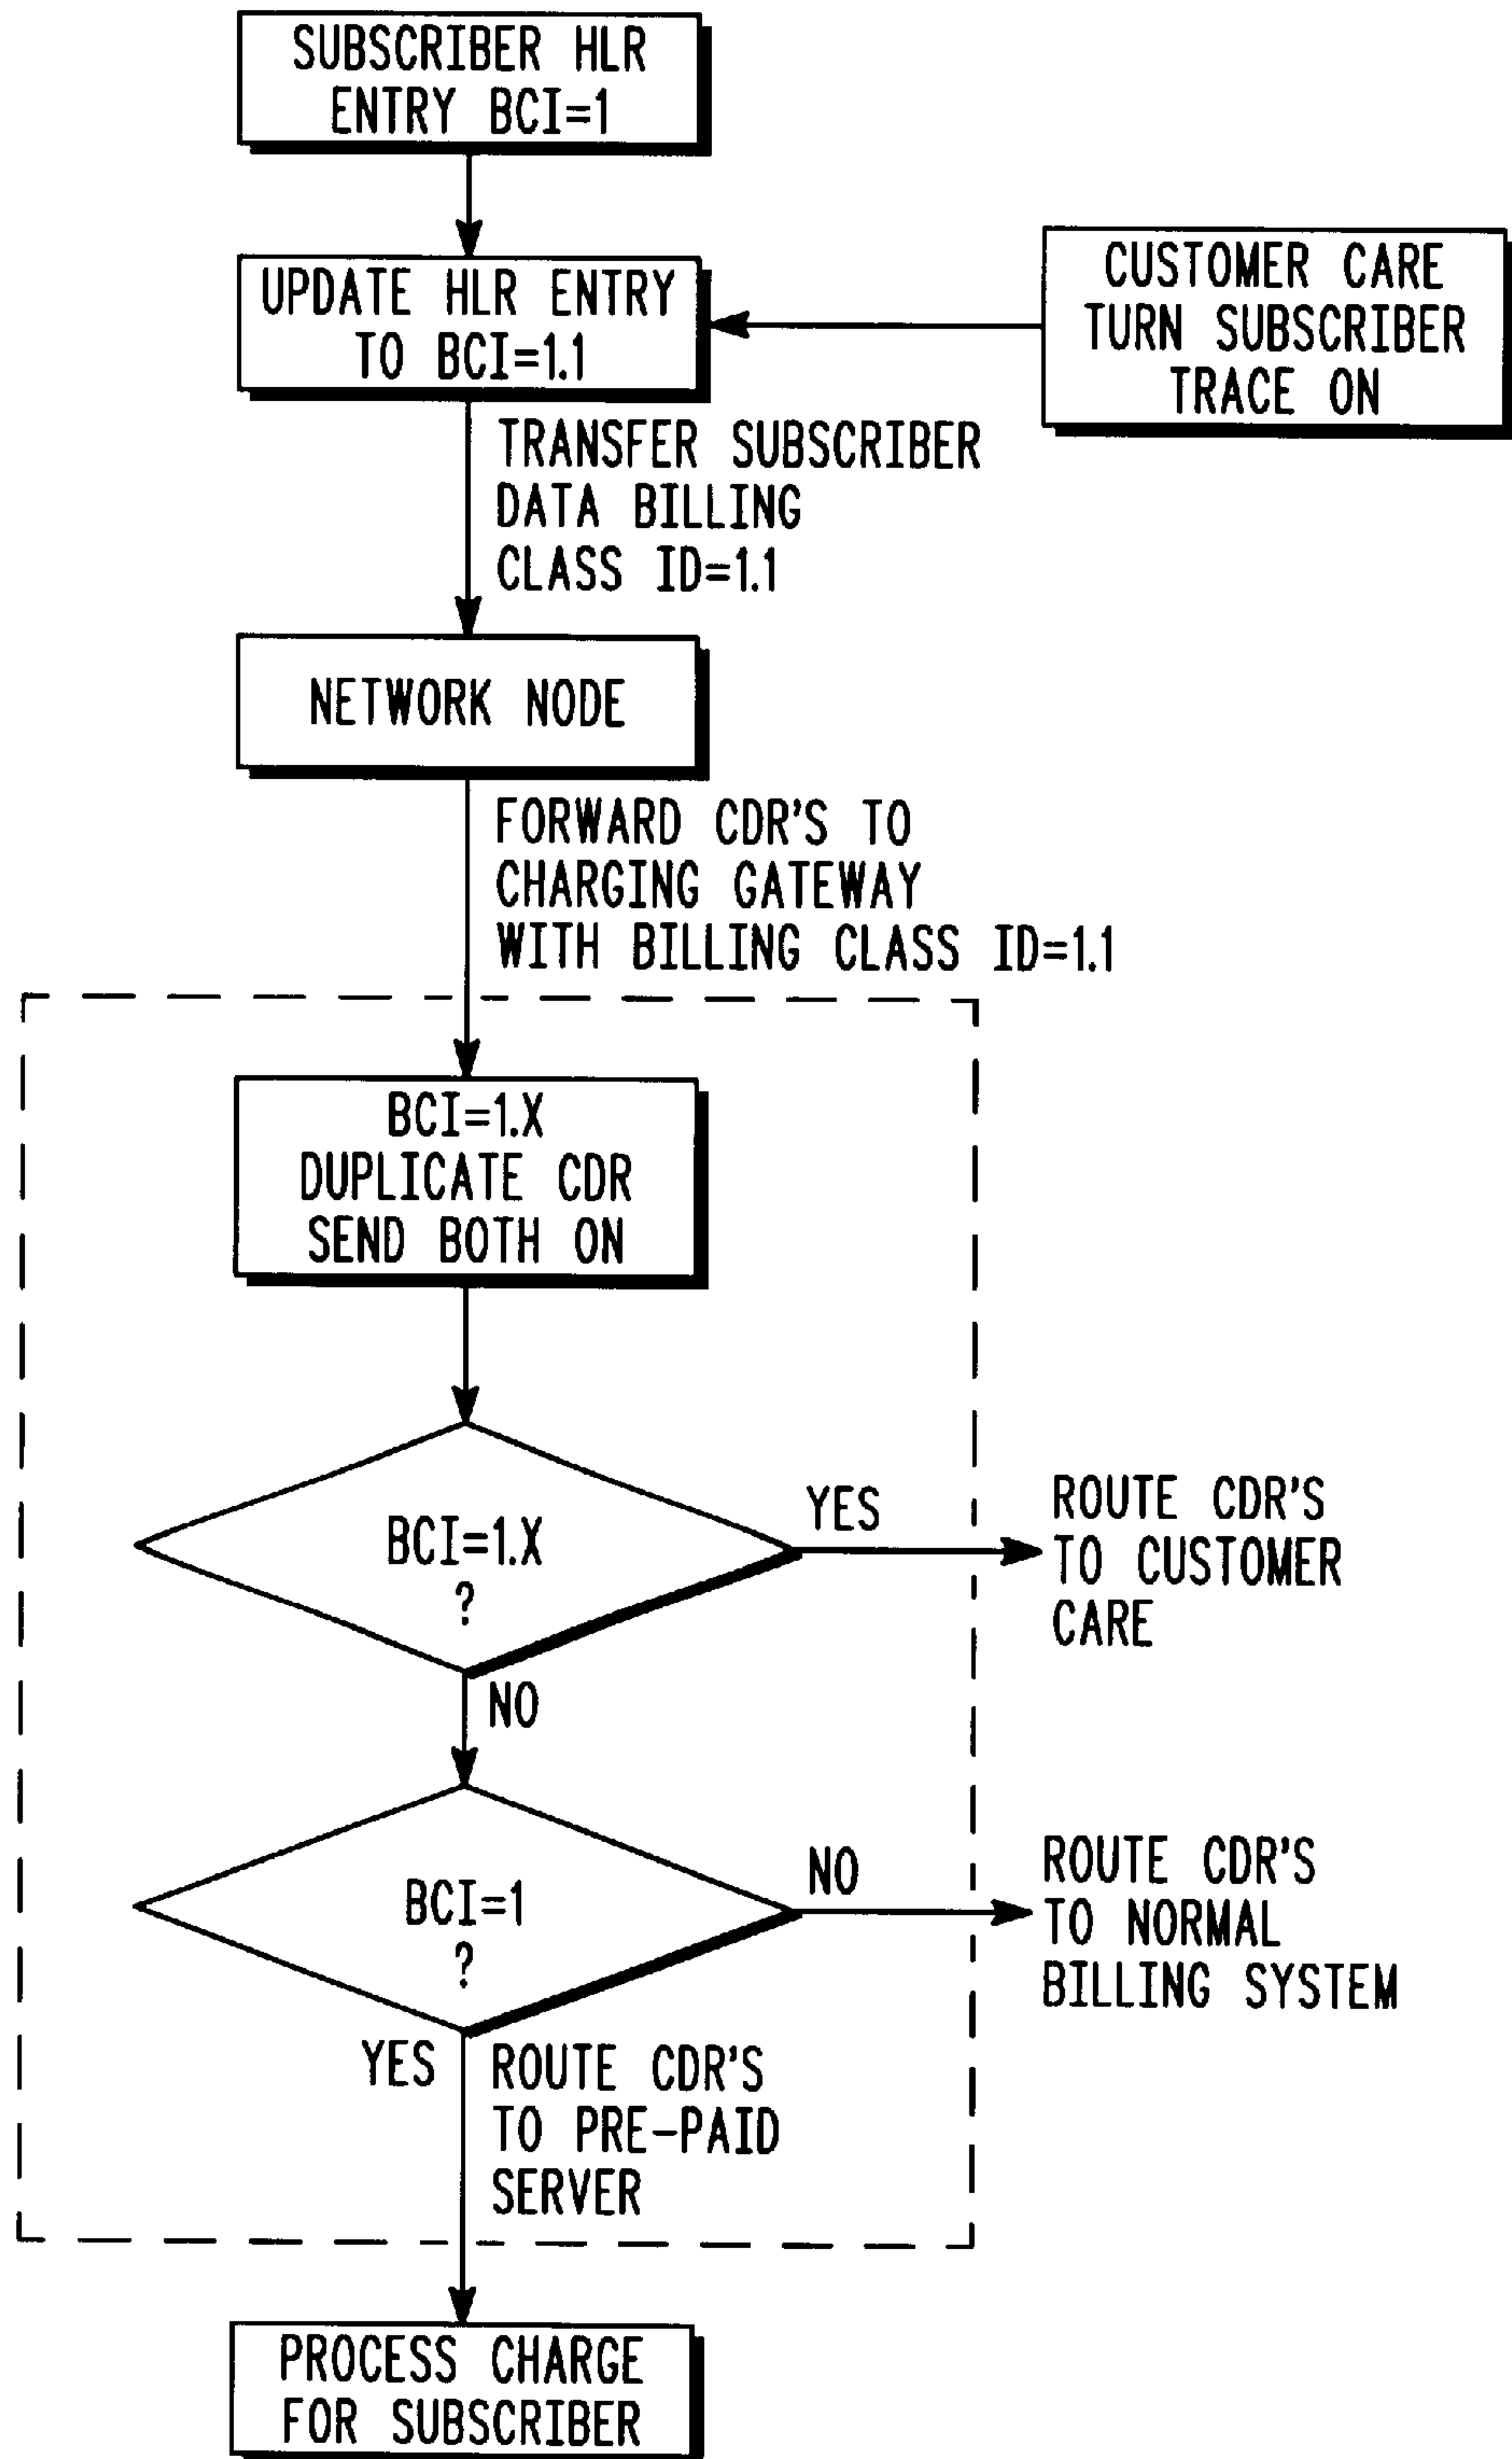 SUBSCRIBER HLR
ENTRY BCI=1
UPDATE HLR ENTRY
TO BCI=1.1
CUSTOMER CARE
TURN SUBSCRIBER
TRACE ON
TRANSFER SUBSCRIBER
DATA BILLING
CLASS ID=1.1
NETWORK NODE
FORWARD CDR'S TO
CHARGING GATEWAY
WITH BILLING CLASS ID=1.1
BCI=1.X
DUPLICATE CDR
SEND BOTH ON
BCI=1.X
?
YES
ROUTE CDR'S
TO CUSTOMER
CARE
NO
BCI=1
?
NO
ROUTE CDR'S
TO NORMAL
BILLING SYSTEM
YES
ROUTE CDR'S
TO PRE-PAID
SERVER
PROCESS CHARGE
FOR SUBSCRIBER